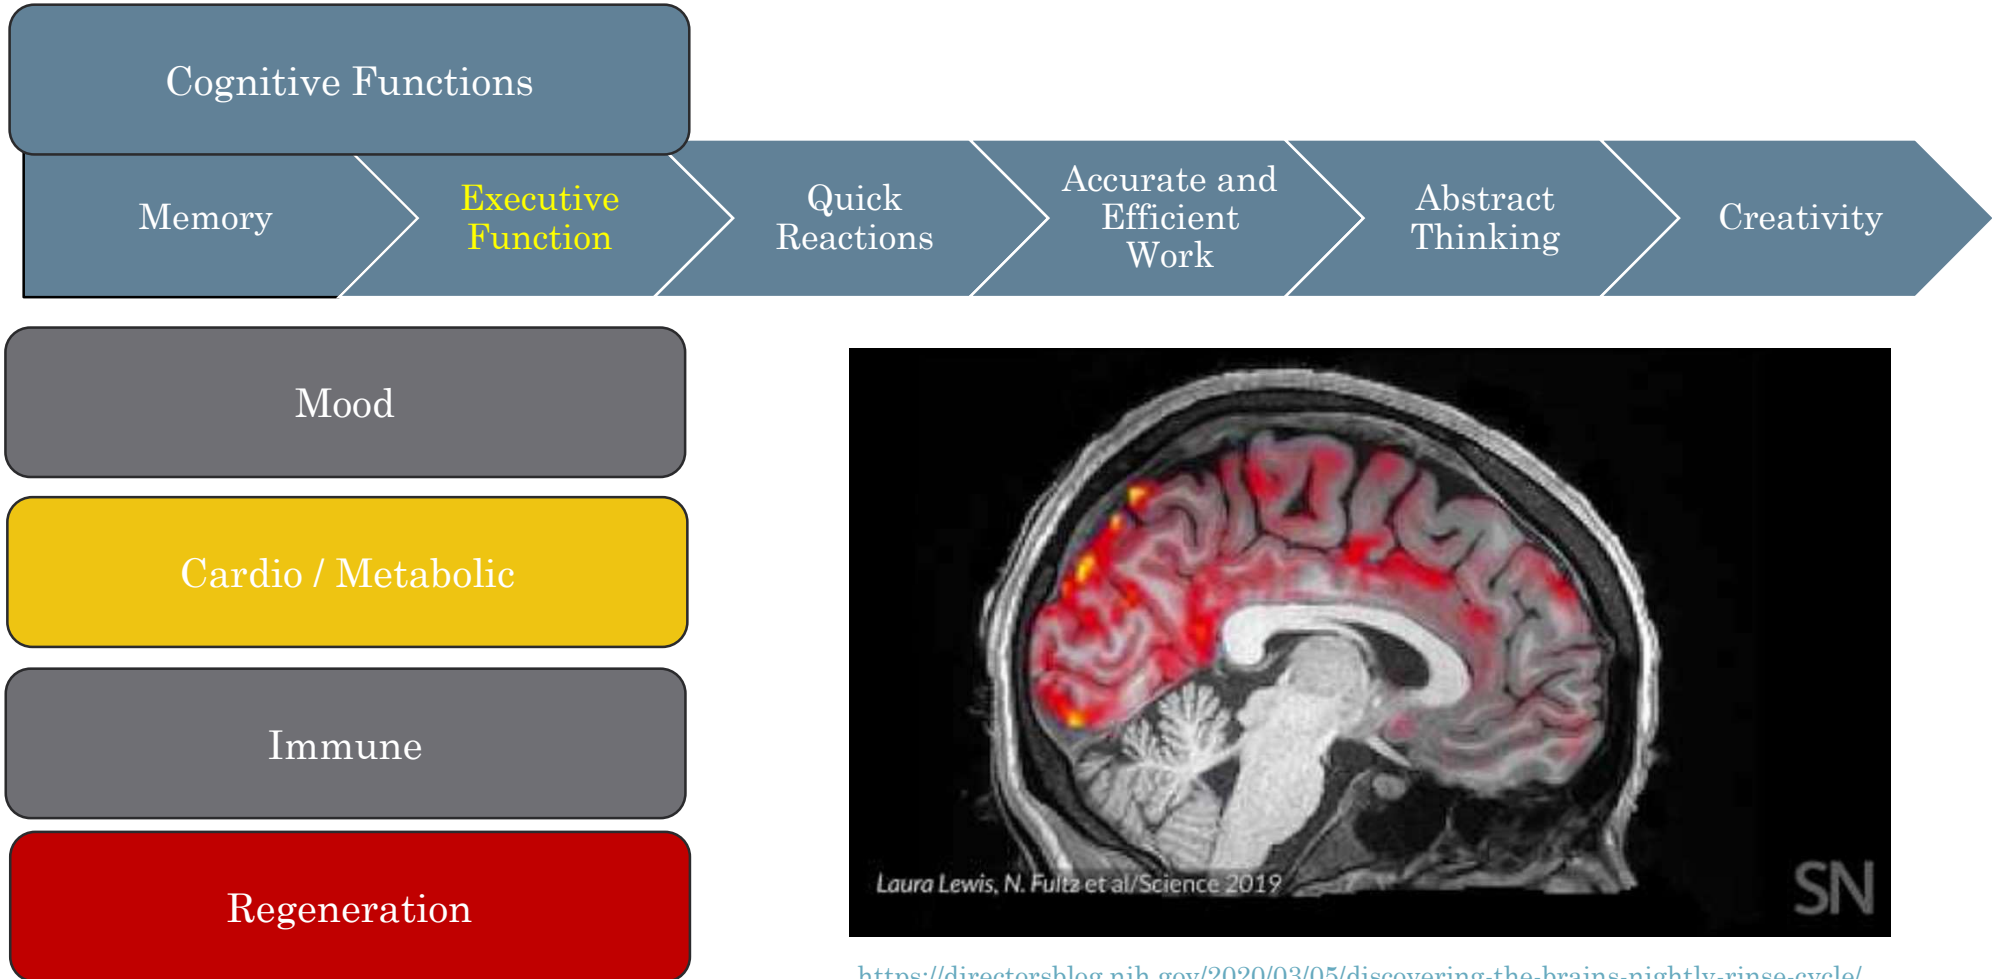 Cognitive Functions
Memory
Executive
Function
Quick
Reactions
Accurate and
Efficient
Work
Abstract
Thinking
Creativity
Mood
Cardio / Metabolic
Immune
Regeneration
Laura Lewis, N. Fultz et al/Science 2019
SN
https://directorsblog.nih.gov/2020/03/05/discovering-the-brains-nightly-rinse-cycle/